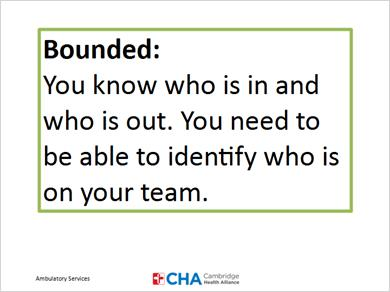 Bounded:
You know who is in and
who is out. You need to
be able to identify who is
on your team.
Ambulatory Services
CHA Cambridge
Health Alliance